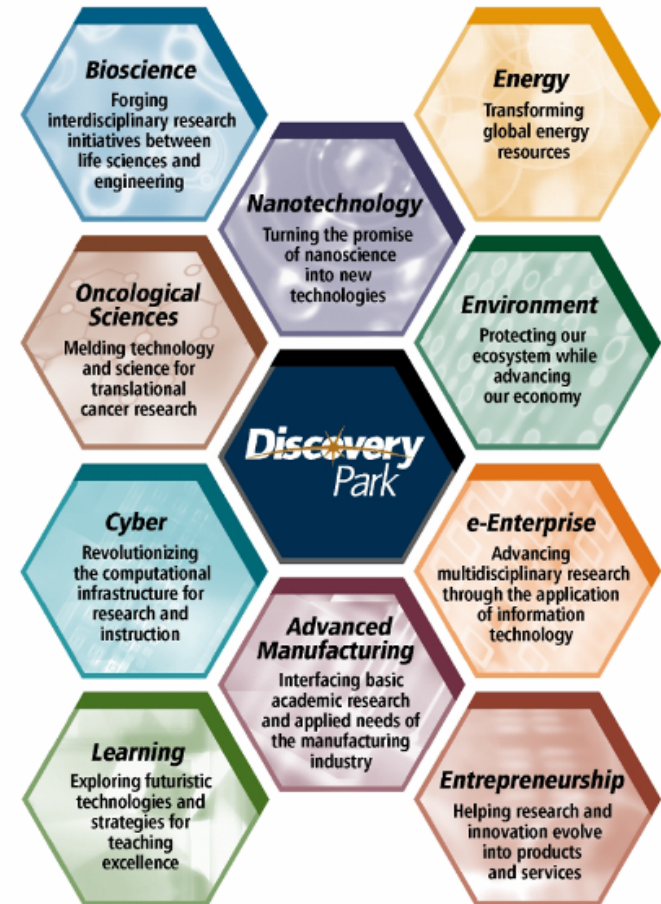 Bioscience
Forging
interdisciplinary research
initiatives between
life sciences and
engineering
Energy
Transforming
global energy
resources
Nanotechnology
Turning the promise
of nanoscience
into new
technologies
Oncological
Sciences
Melding technology
and science for
translational
cancer research
Environment
Protecting our
ecosystem while
advancing
our economy
Discovery
Park
Cyber
Revolutionizing
the computational
infrastructure for
research and
instruction
e-Enterprise
Advancing
multidisciplinary research
through the application
of information
technology
Advanced
Manufacturing
Interfacing basic
academic research
and applied needs of
the manufacturing
industry
Learning
Exploring futuristic
technologies and
strategies for
teaching
excellence
Entrepreneurship
Helping research and
innovation evolve
into products
and services